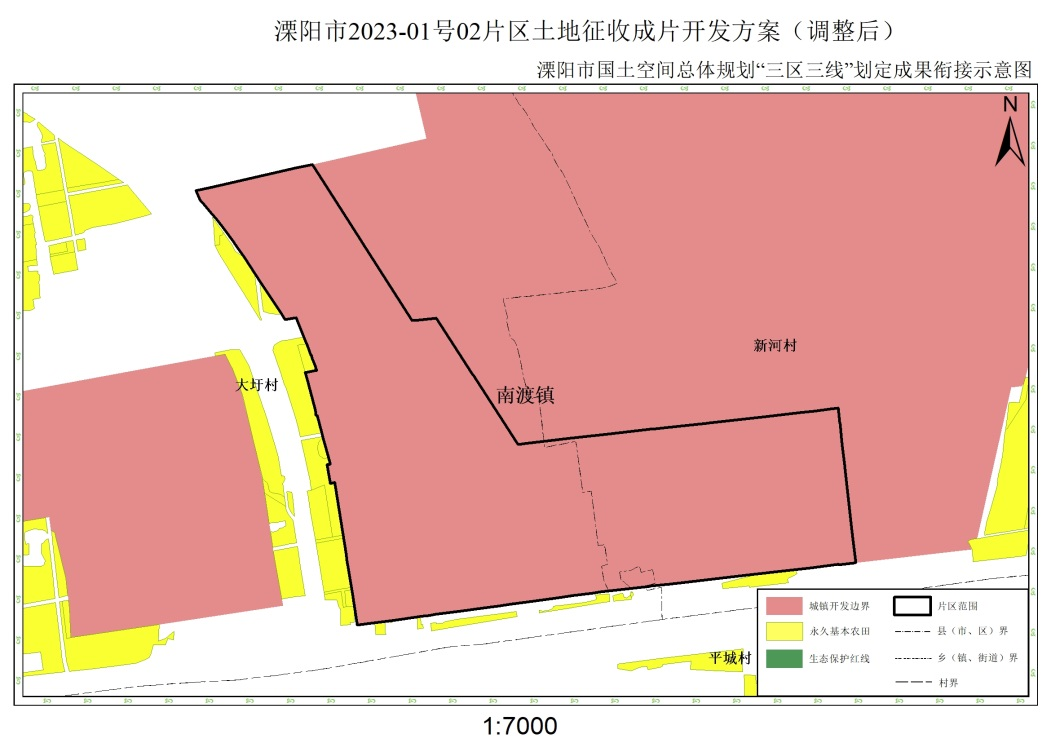 溧阳市2023-01号02片区土地征收成片开发方案（调整后）
溧阳市国土空间总体规划“三区三线”划定成果衔接示意图
N
新河村
大圩村
南渡镇
平城村
城镇开发边界
片区范围
永久基本农田
县（市、区）界
生态保护红线
乡（镇、街道）界
村界
1:7000